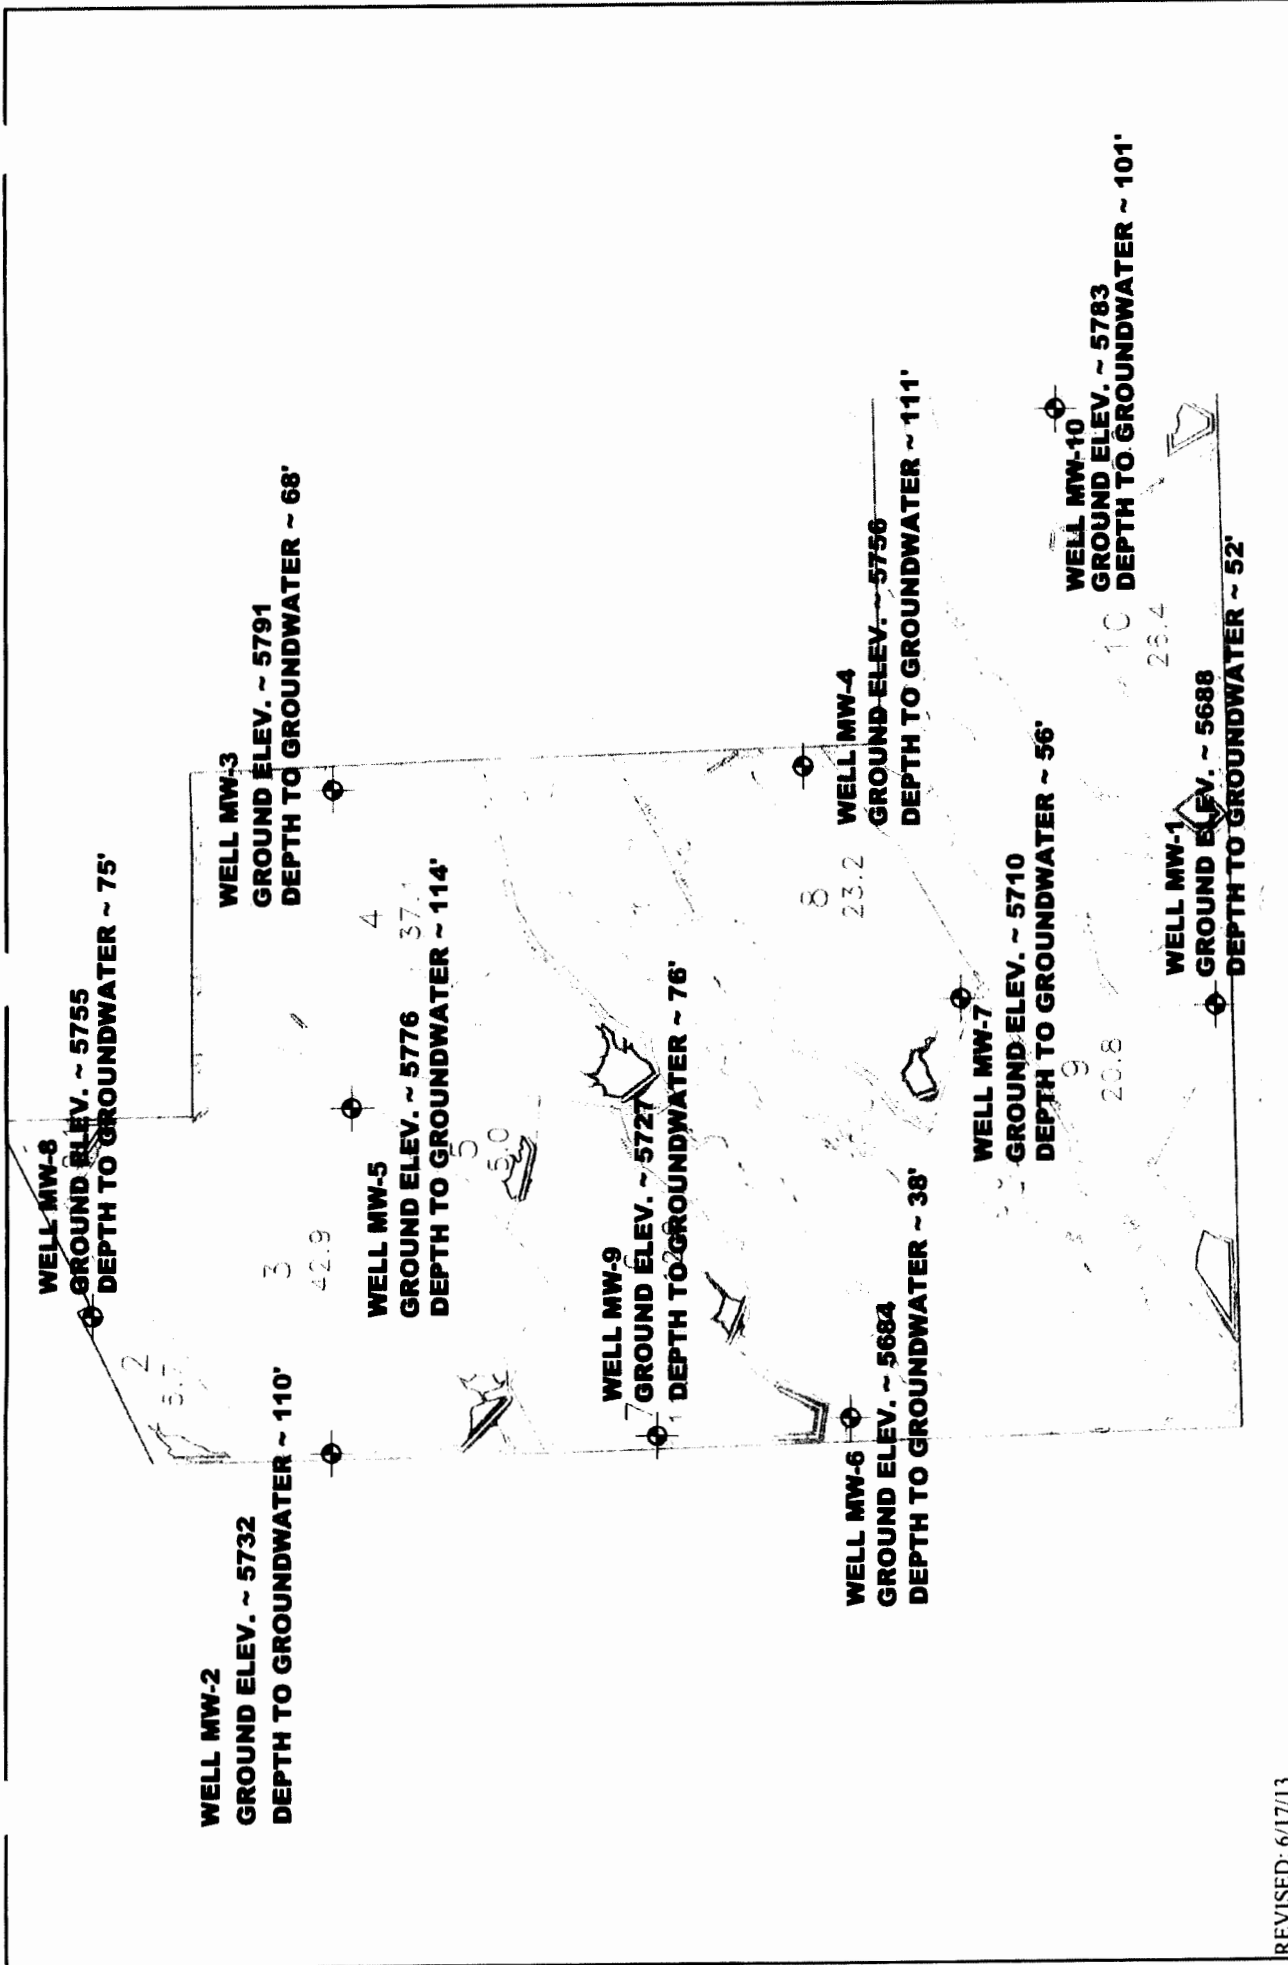 WELL MW-8
GROUND ELEV. ~ 5755
DEPTH TO GROUNDWATER ~ 75'
WELL MW-2
GROUND ELEV. ~ 5732
DEPTH TO GROUNDWATER ~ 110'
WELL MW-3
GROUND ELEV. ~ 5791
DEPTH TO GROUNDWATER ~ 68'
2
3
42.9
4
37.
WELL MW-5
GROUND ELEV. ~ 5776
DEPTH TO GROUNDWATER ~ 114'
5
5.0
WELL MW-9
GROUND ELEV. ~ 5727
DEPTH TO GROUNDWATER ~ 76'
7
WELL MW-6
GROUND ELEV. ~ 5684
DEPTH TO GROUNDWATER ~ 38'
8
23.2
WELL MW-4
GROUND ELEV. ~ 5756
DEPTH TO GROUNDWATER ~ 111'
WELL MW-7
GROUND ELEV. ~ 5710
DEPTH TO GROUNDWATER ~ 56'
9
20.8
WELL MW-10
GROUND ELEV. ~ 5783
DEPTH TO GROUNDWATER ~ 101'
10
WELL MW-1
GROUND ELEV. ~ 5688
DEPTH TO GROUNDWATER ~ 52'
REVISED: 6/17/13